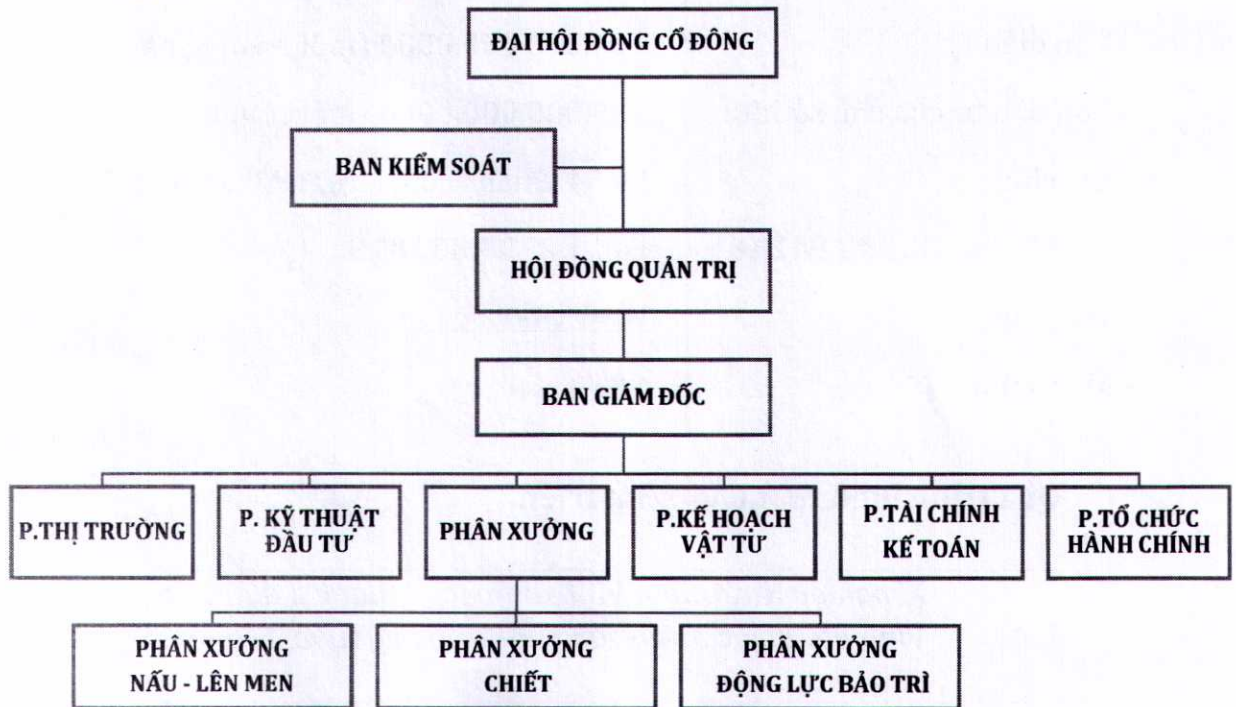 ĐẠI HỘI ĐỒNG CỔ ĐÔNG
BAN KIỂM SOÁT
HỘI ĐỒNG QUẢN TRỊ
BAN GIÁM ĐỐC
P.THỊ TRƯỜNG
P. KỸ THUẬT
ĐẦU TƯ
PHÂN XƯỞNG
P.KẾ HOẠCH
VẬT TƯ
P.TÀI CHÍNH
KẾ TOÁN
P.TỔ CHỨC
HÀNH CHÍNH
PHÂN XƯỞNG
NẤU - LÊN MEN
PHÂN XƯỞNG
CHIẾT
PHÂN XƯỞNG
ĐỘNG LỰC BẢO TRÌ